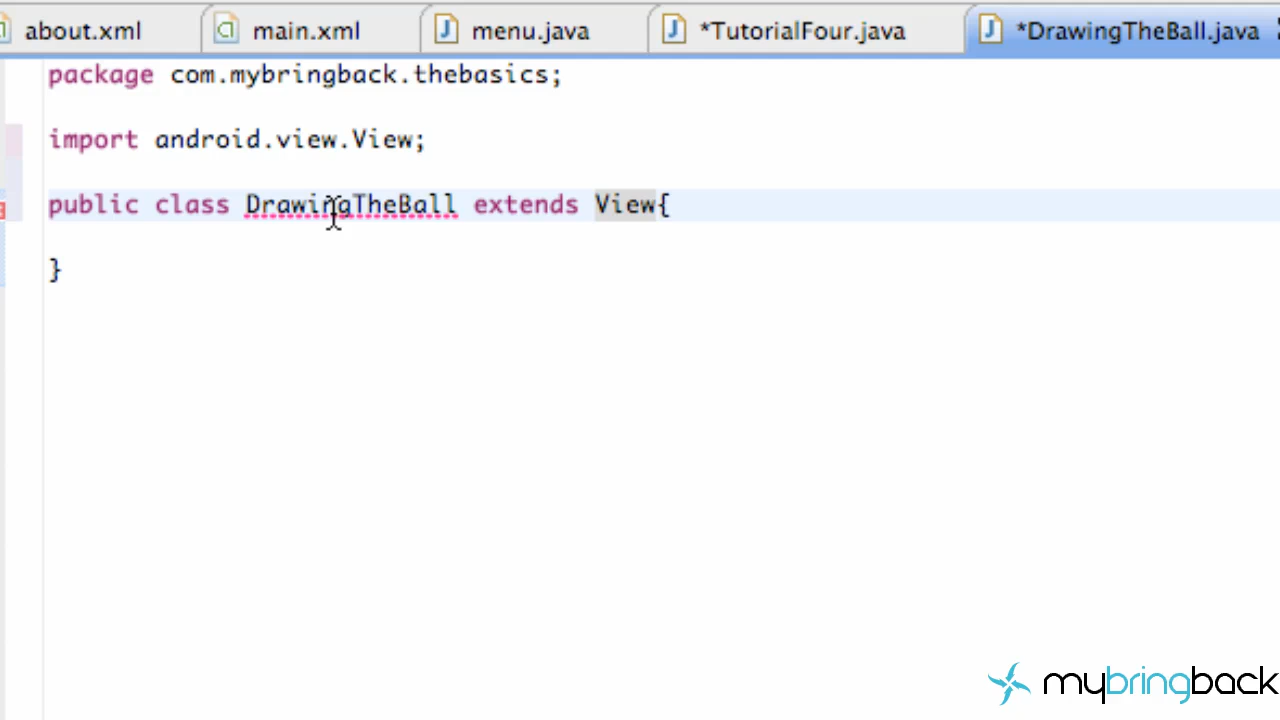 about.xml main.xml menu.java *TutorialFour.java *DrawingTheBall.java
package com.mybringback.thebasics;
import android.view.View;
public class DrawingTheBall extends View{
}
mybringback